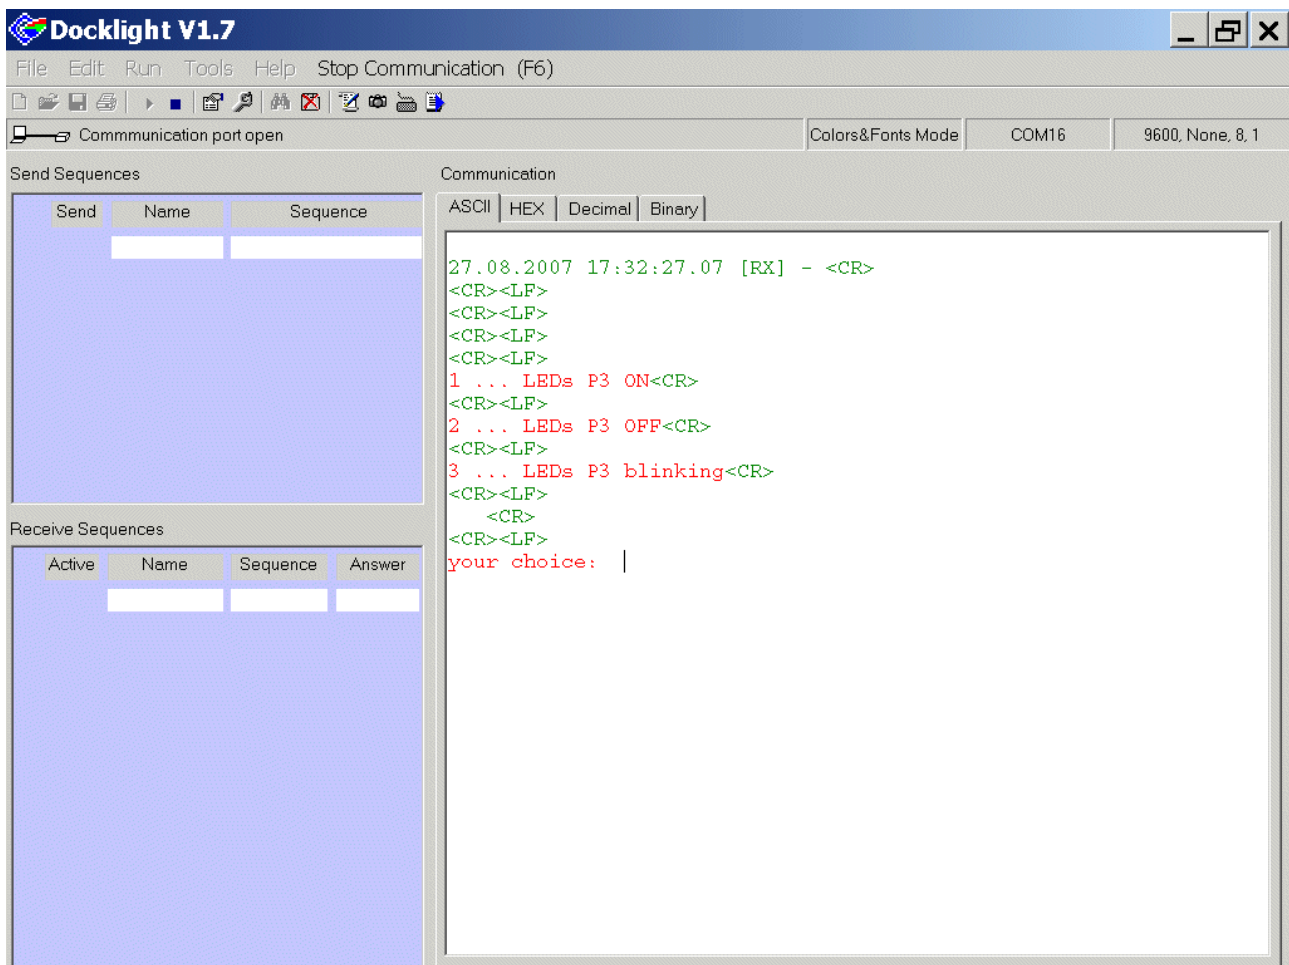 Docklight V1.7
File Edit Run Tools Help Stop Communication (F6)
Commmunication port open Colors&Fonts Mode COM16 9600, None, 8, 1
Send Sequences
Send Name Sequence
Receive Sequences
Active Name Sequence Answer
Communication
ASCII HEX Decimal Binary
27.08.2007 17:32:27.07 [RX] - <CR>
<CR><LF>
<CR><LF>
<CR><LF>
<CR><LF>
1 ... LEDs P3 ON<CR>
<CR><LF>
2 ... LEDs P3 OFF<CR>
<CR><LF>
3 ... LEDs P3 blinking<CR>
<CR><LF>
<CR>
<CR><LF>
your choice: